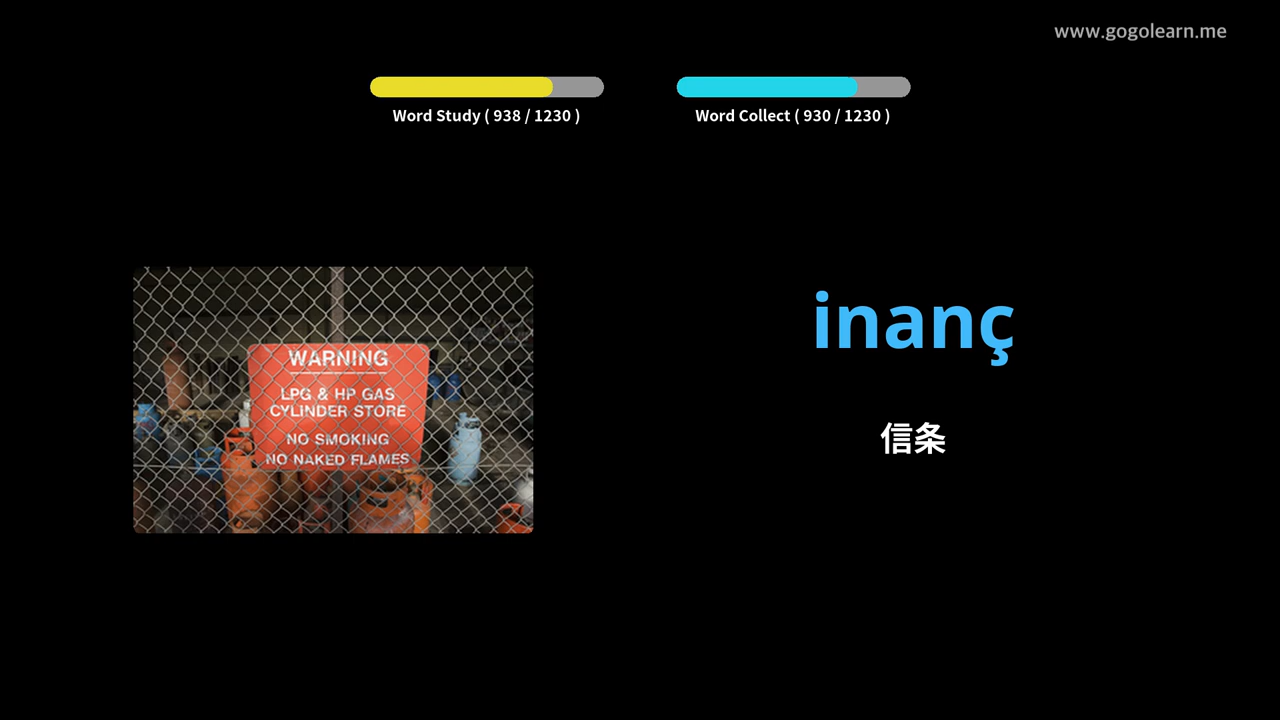 www.gogolearn.me
Word Study ( 938 / 1230 )
Word Collect ( 930 / 1230 )
WARNING
LPG & HP GAS
CYLINDER STORE
NO SMOKING
NO NAKED FLAMES
inanç
信条